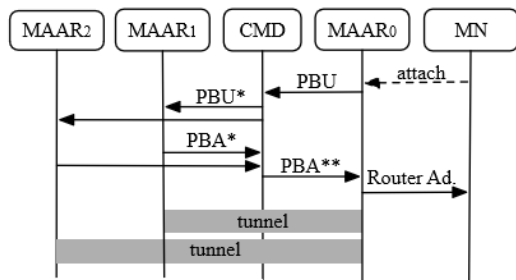 MAAR2 MAAR1 CMD MAAR0 MN
attach
PBU
PBU*
PBA*
PBA**
Router Ad.
tunnel
tunnel